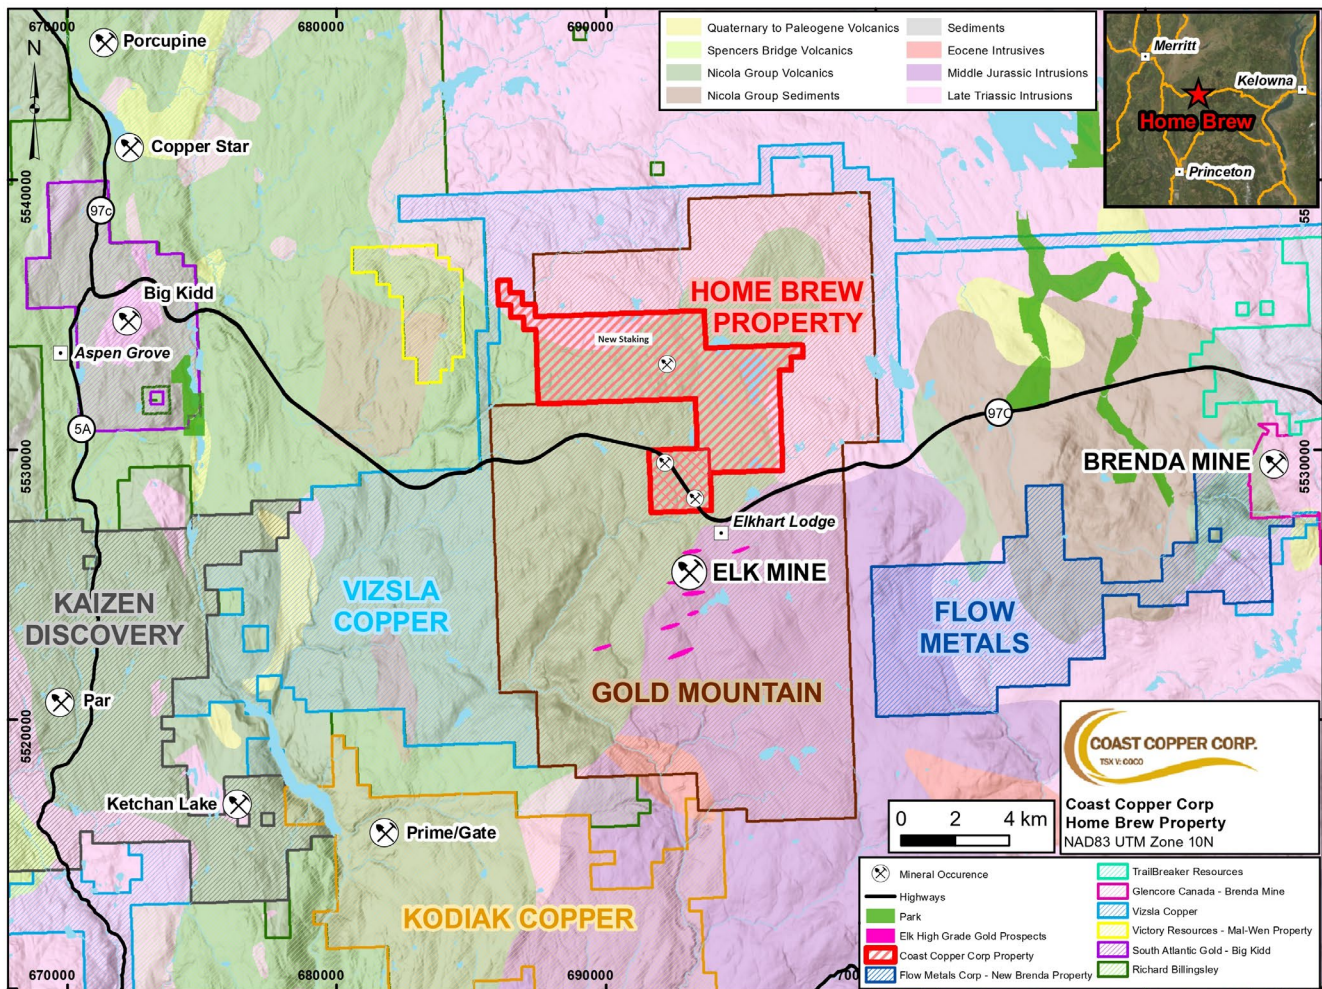 670000
680000
690000
N
Porcupine
Copper Star
5540000
97c
Big Kidd
Aspen Grove
5A
5530000
Quaternary to Paleogene Volcanics
Spencers Bridge Volcanics
Nicola Group Volcanics
Nicola Group Sediments
Sediments
Eocene Intrusives
Middle Jurassic Intrusions
Late Triassic Intrusions
Merritt
Kelowna
Home Brew
Princeton
55
HOME BREW
PROPERTY
New Staking
97C
BRENDA MINE
5530000
Elkhart Lodge
ELK MINE
KAIZEN
DISCOVERY
VIZSLA
COPPER
FLOW
METALS
GOLD MOUNTAIN
Par
5520000
Ketchan Lake
Prime/Gate
KODIAK COPPER
COAST COPPER CORP.
TSX V: COCO
Coast Copper Corp
Home Brew Property
NAD83 UTM Zone 10N
0 2 4 km
Mineral Occurence
Highways
Park
Elk High Grade Gold Prospects
Coast Copper Corp Property
Flow Metals Corp - New Brenda Property
TrailBreaker Resources
Glencore Canada - Brenda Mine
Vizsla Copper
Victory Resources - Mal-Wen Property
South Atlantic Gold - Big Kidd
Richard Billingsley
670000
680000
690000
700